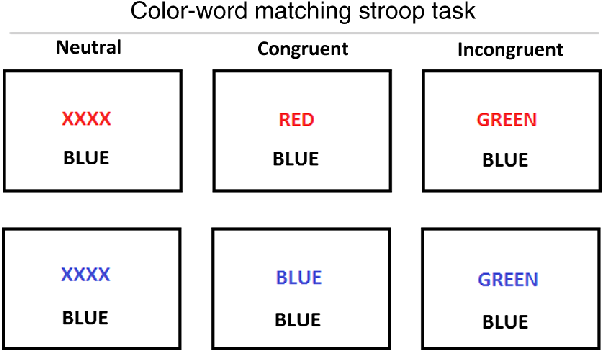 Color-word matching stroop task
Neutral Congruent Incongruent
XXXX RED GREEN
BLUE BLUE BLUE
XXXX BLUE GREEN
BLUE BLUE BLUE